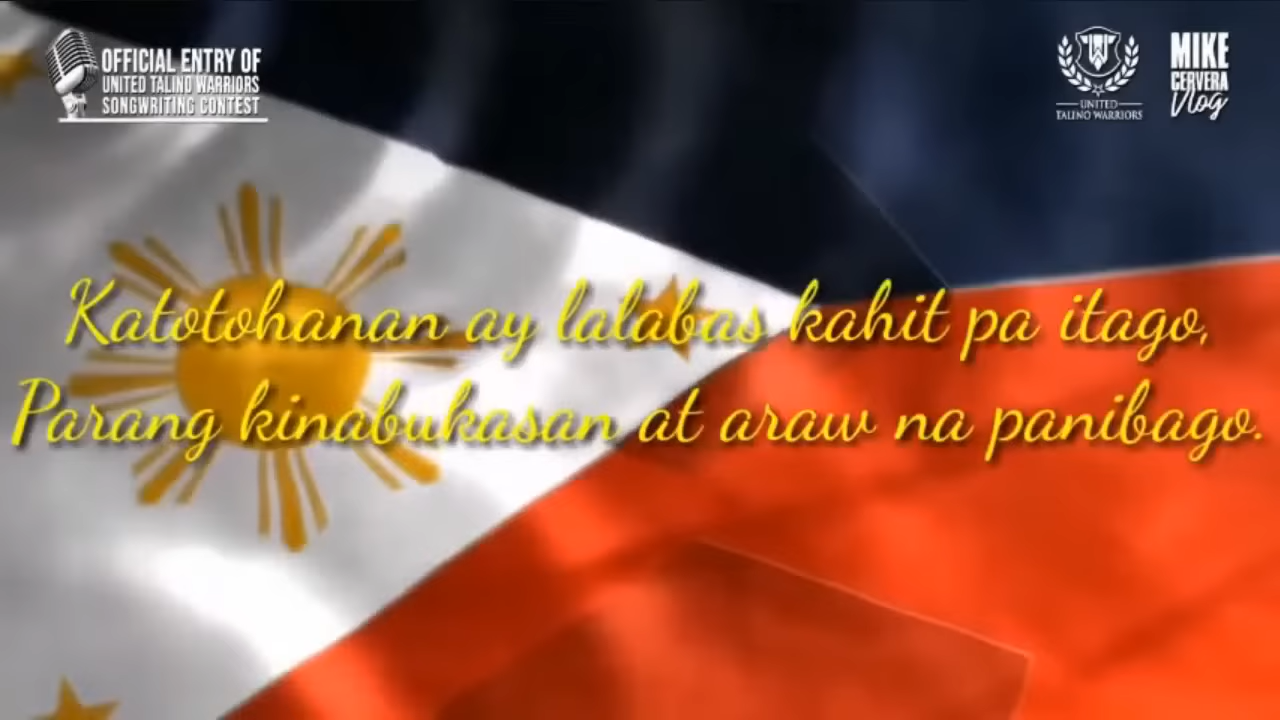 OFFICIAL ENTRY OF
UNITED TALINO WARRIORS
SONGWRITING CONTEST
UNITED
TALINO WARRIORS
MIKE
CERVERA
Vlog
Katotohanan ay lalabas kahit pa itago,
Parang kinabukasan at araw na panibago.